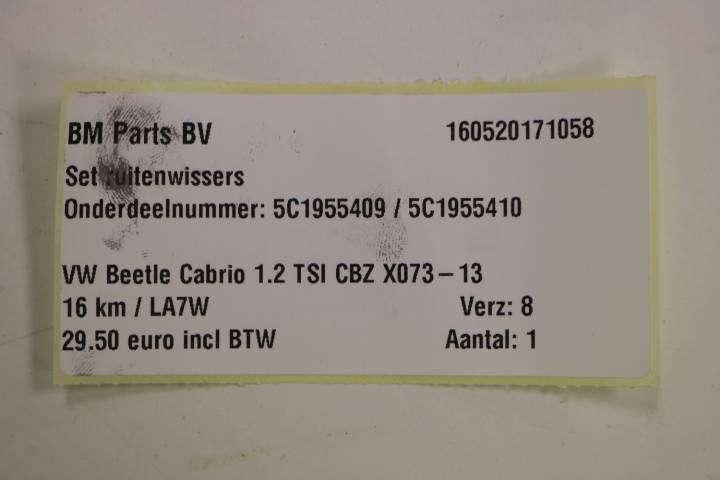 BM Parts BV 160520171058
Set ruitenwissers
Onderdeelnummer: 5C1955409 / 5C1955410
VW Beetle Cabrio 1.2 TSI CBZ X073-13
16 km / LA7W Verz: 8
29.50 euro incl BTW Aantal: 1